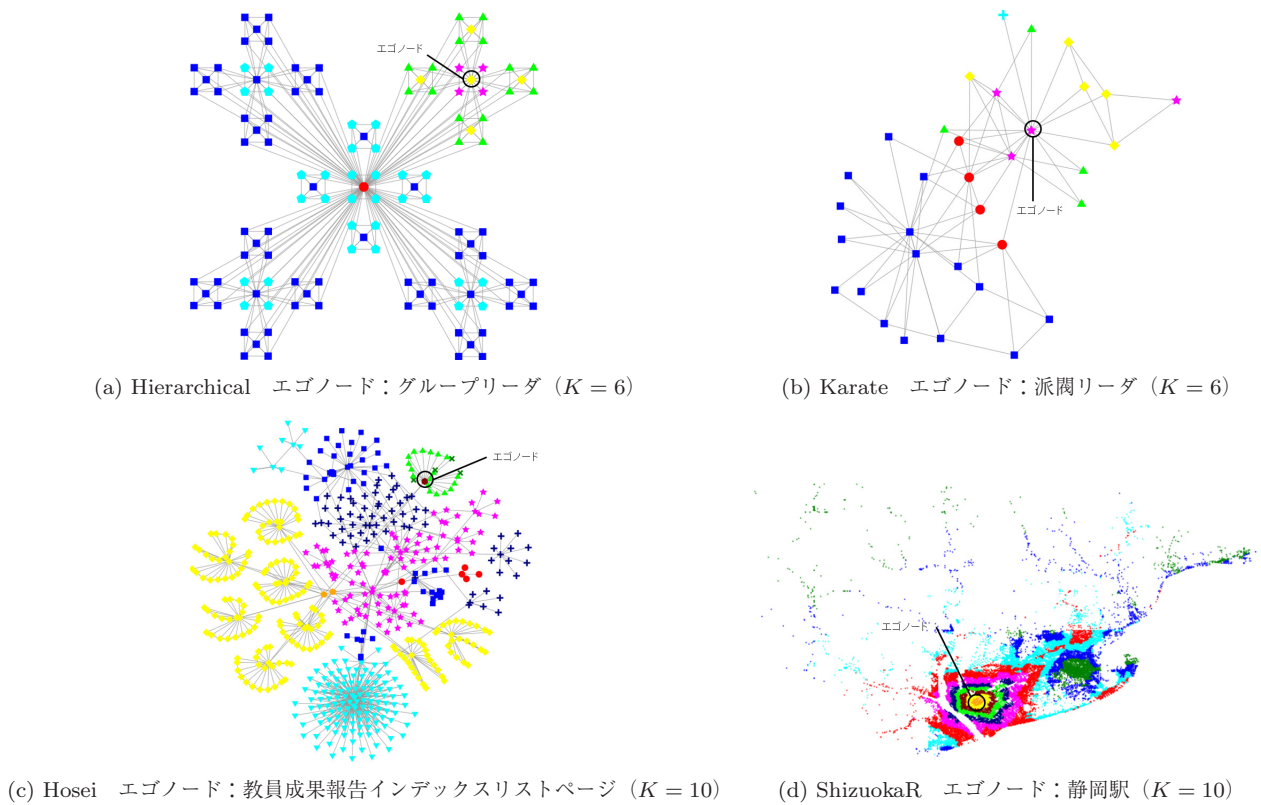 エゴノード
エゴノード
(a) Hierarchical　エゴノード：グループリーダ（K = 6）
(b) Karate　エゴノード：派閥リーダ（K = 6）
エゴノード
エゴノード
(c) Hosei　エゴノード：教員成果報告インデックスリストページ（K = 10）
(d) ShizuokaR　エゴノード：静岡駅（K = 10）